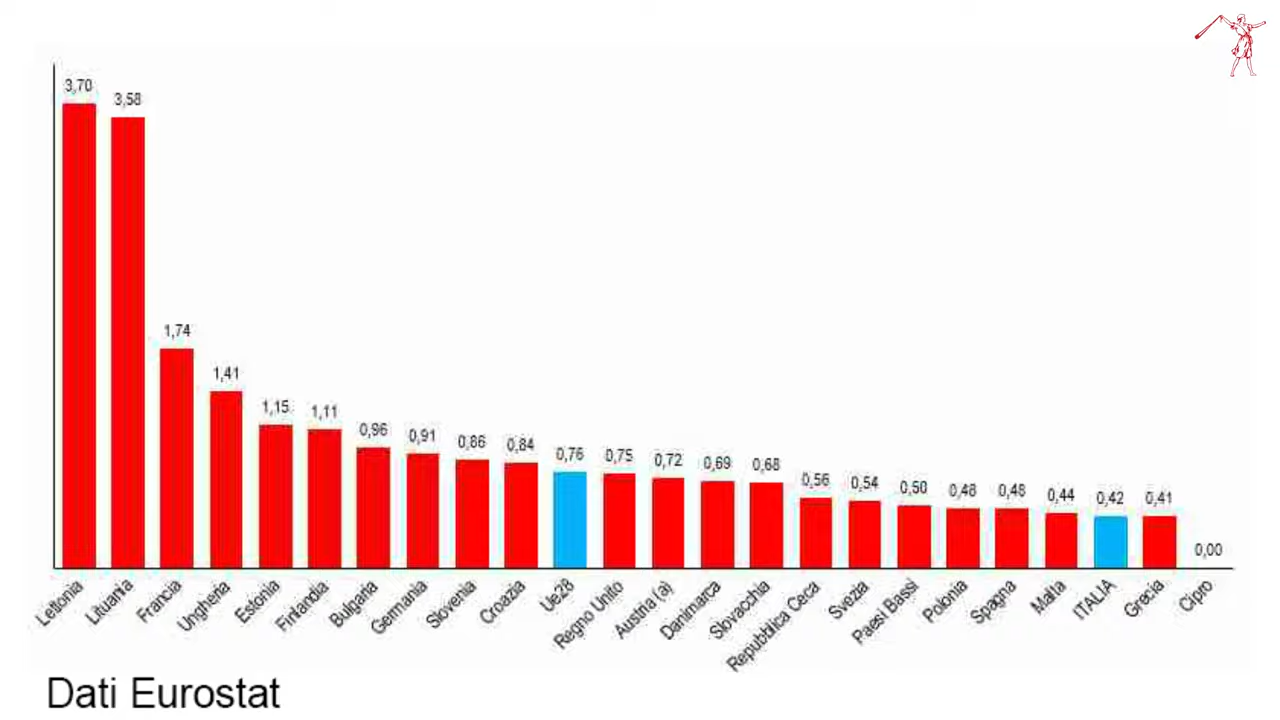 3,70
3,58
1,74
1,41
1,15
1,11
0,96
0,91
0,86
0,84
0,76
0,75
0,72
0,69
0,68
0,56
0,54
0,50
0,48
0,48
0,44
0,42
0,41
0,00
Lettonia
Lituania
Francia
Ungheria
Estonia
Finlandia
Bulgaria
Germania
Slovenia
Croazia
Ue28
Regno Unito
Austria (a)
Danimarca
Slovacchia
Repubblica Ceca
Svezia
Paesi Bassi
Polonia
Spagna
Malta
ITALIA
Grecia
Cipro
Dati Eurostat